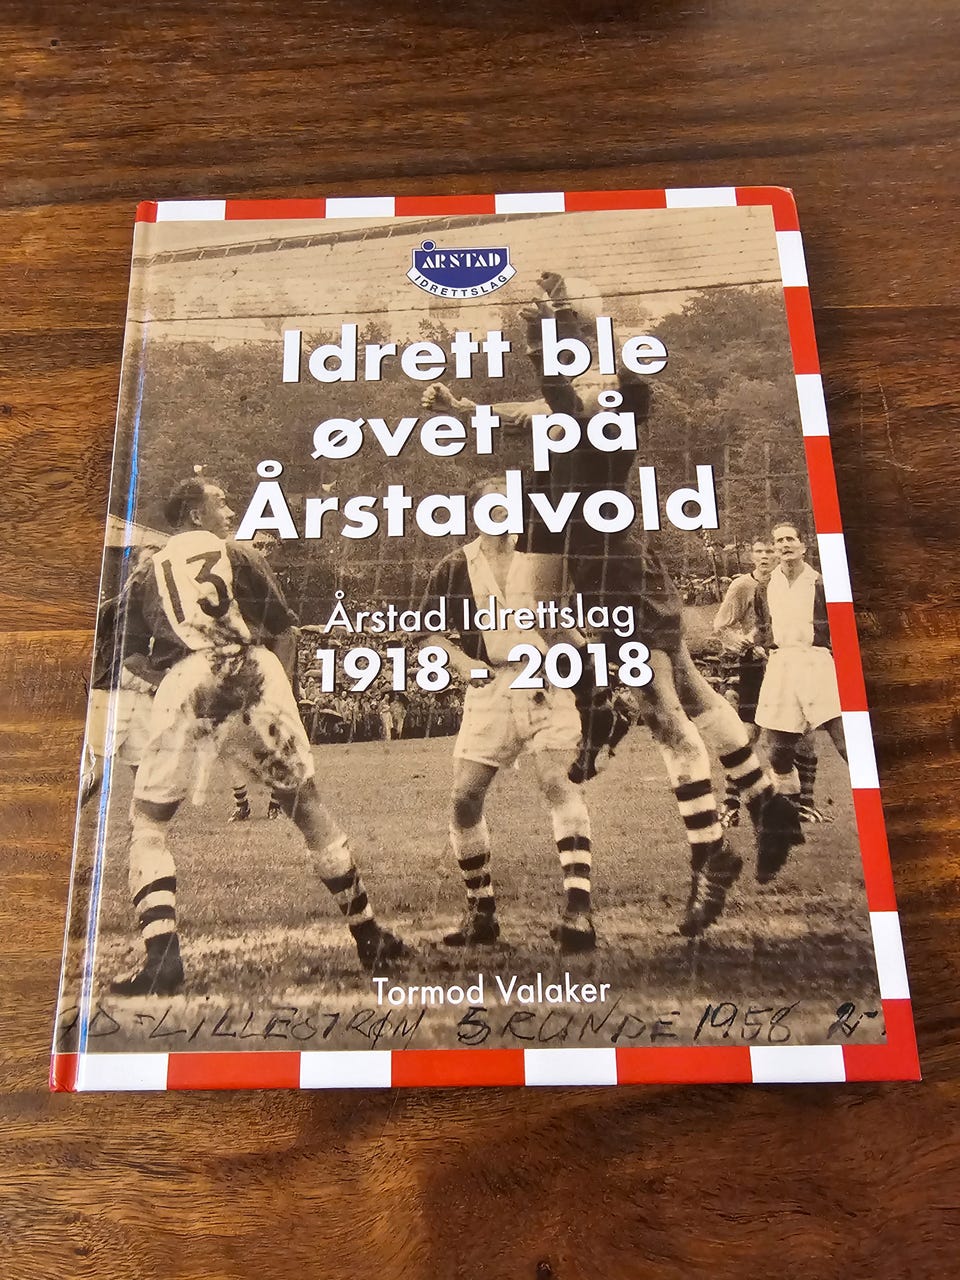 ÅRSTAD
IDRETTSLAG
Idrett ble
øvet på
Årstadvold
13
Årstad Idrettslag
1918 - 2018
Tormod Valaker
D-LILLESTRØM 5 RUNDE 1958